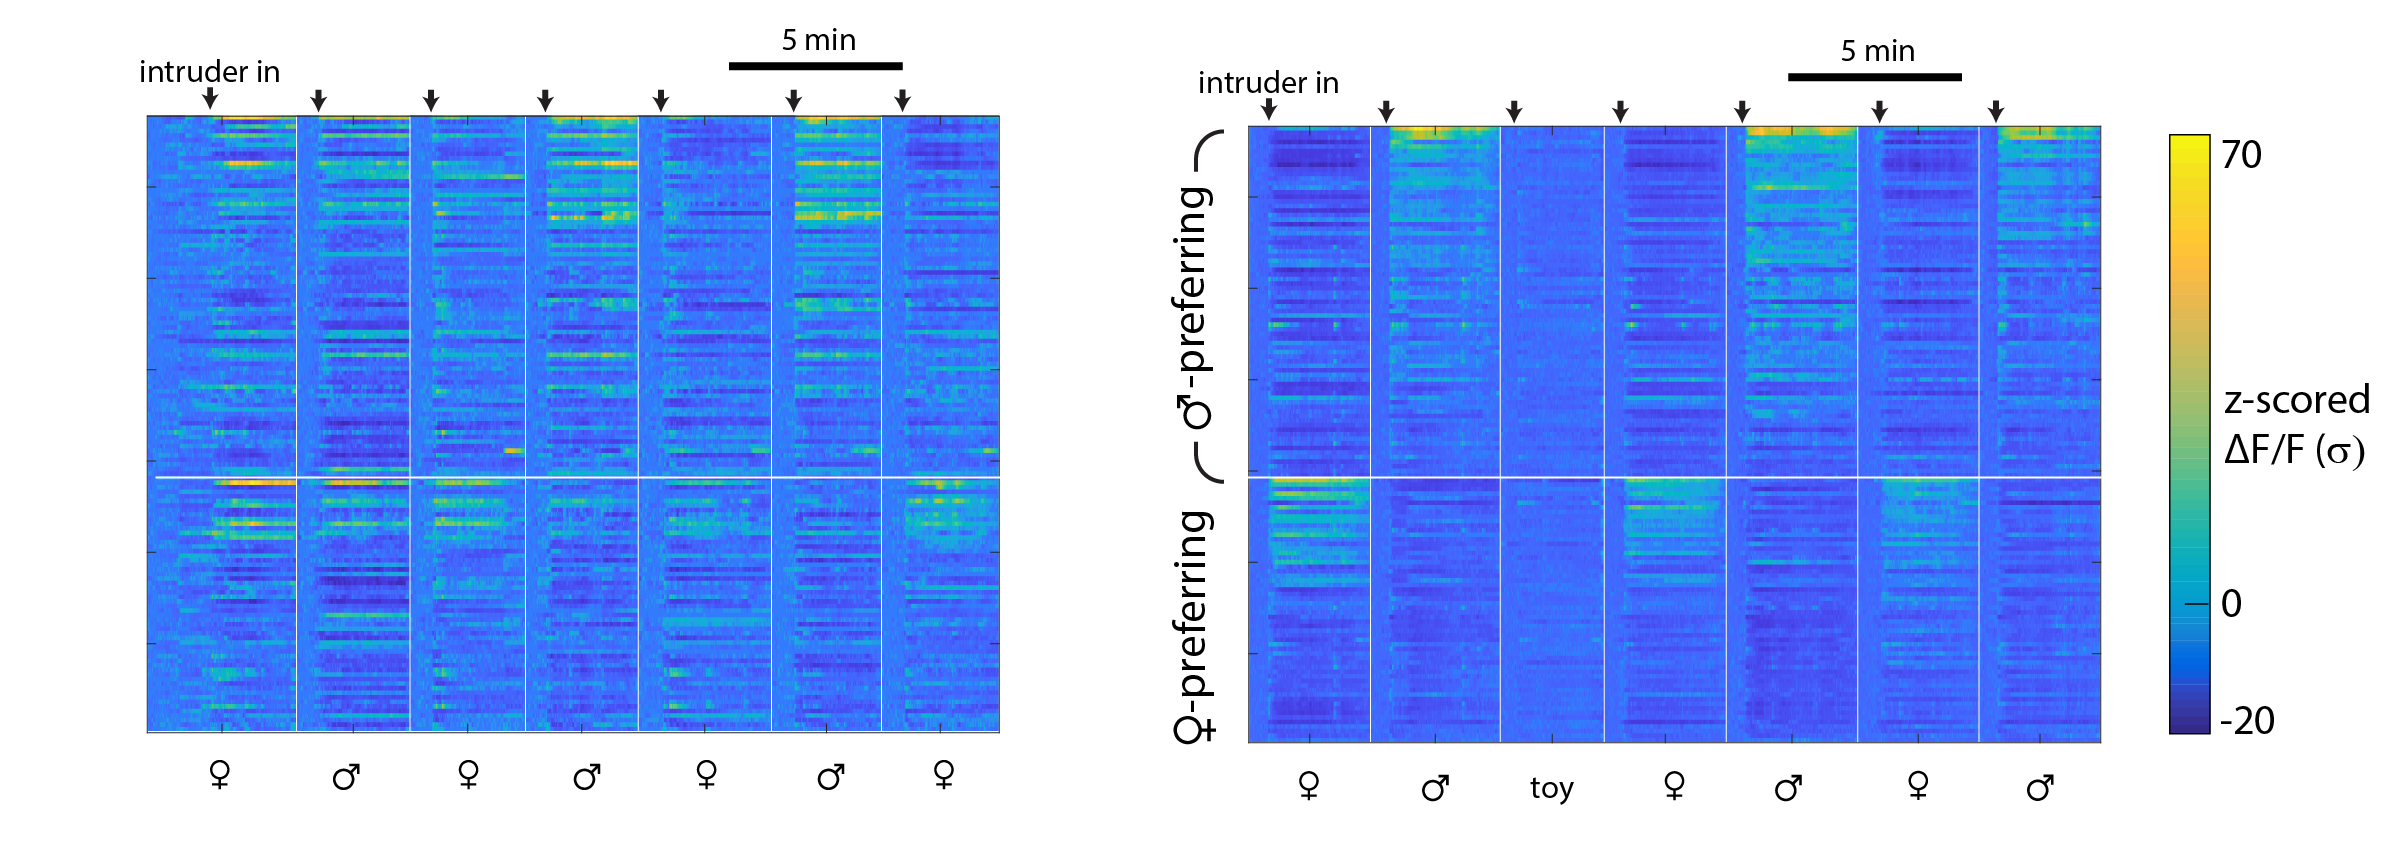 5 min
intruder in
♀ ♂ ♀ ♂ ♀ ♂ ♀
5 min
intruder in
♂-preferring
♀-preferring
♀ ♂ toy ♀ ♂ ♀ ♂
70
z-scored
ΔF/F (σ)
0
-20